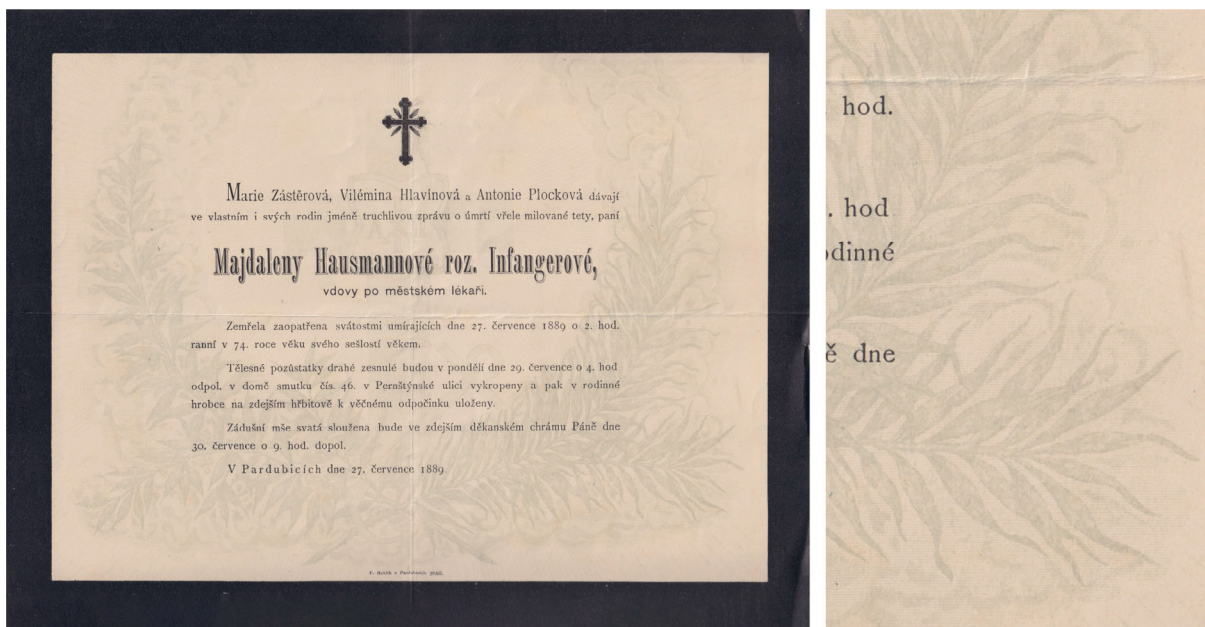 Marie Zástěrová, Vilémina Hlavínová a Antonie Plocková dávají
ve vlastním i svých rodin jméně truchlivou zprávu o úmrtí vřele milované tety, paní
Majdaleny Hausmannové roz. Infangerové,
vdovy po městském lékaři.
Zemřela zaopatřena svátostmi umírajících dne 27. července 1889 o 2. hod.
ranní v 74. roce věku svého sešlostí věkem.
Tělesné pozůstatky drahé zesnulé budou v pondělí dne 29. července o 4. hod
odpol. v domě smutku čís. 46. v Pernštýnské ulici vykropeny a pak v rodinné
hrobce na zdejším hřbitově k věčnému odpočinku uloženy.
Zádušní mše svatá sloužena bude ve zdejším děkanském chrámu Páně dne
30. července o 9. hod. dopol.
V Pardubicích dne 27. července 1889
v Pardubicích
hod.
. hod
odinné
ě dne